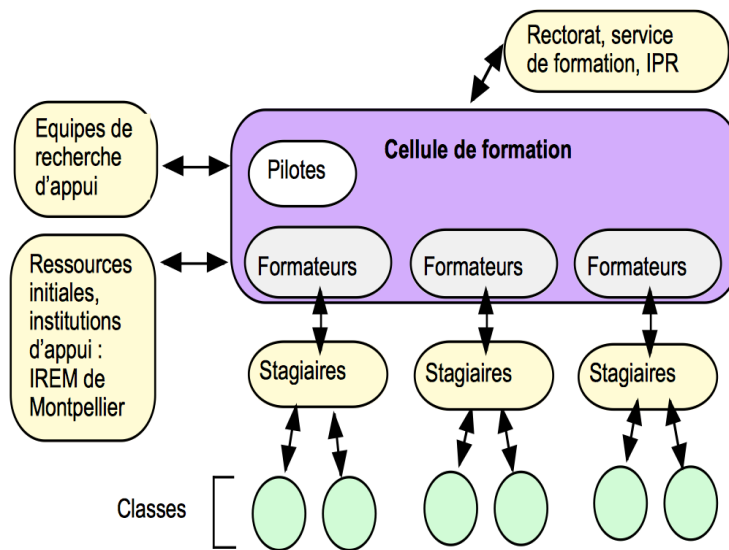 Rectorat, service
de formation, IPR
Equipes de
recherche
d'appui
Cellule de formation
Pilotes
Ressources
initiales,
institutions
d'appui :
IREM de
Montpellier
Formateurs
Formateurs
Formateurs
Stagiaires
Stagiaires
Stagiaires
Classes